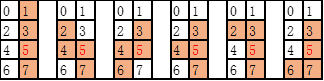 0 1 0 1 0 1 0 1 0 1 0 1
2 3 2 3 2 3 2 3 2 3 2 3
4 5 4 5 4 5 4 5 4 5 4 5
6 7 6 7 6 7 6 7 6 7 6 7